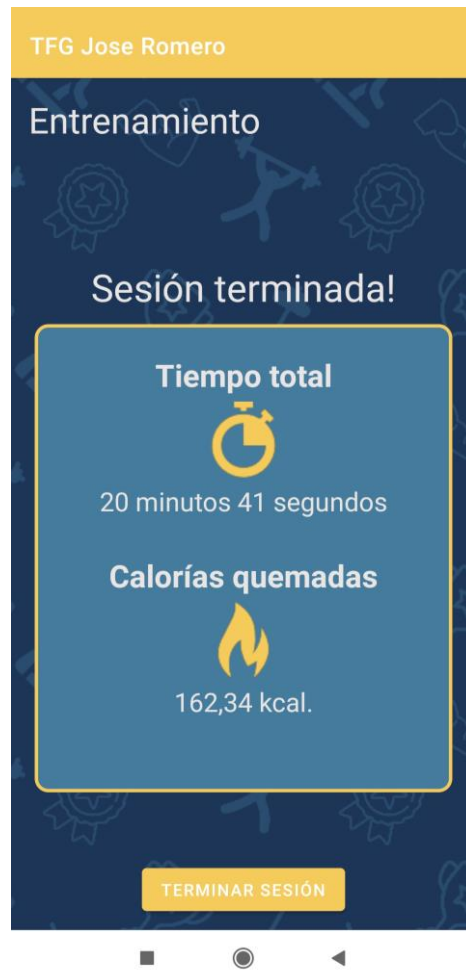 TFG Jose Romero
Entrenamiento
Sesión terminada!
Tiempo total
20 minutos 41 segundos
Calorías quemadas
162,34 kcal.
TERMINAR SESIÓN